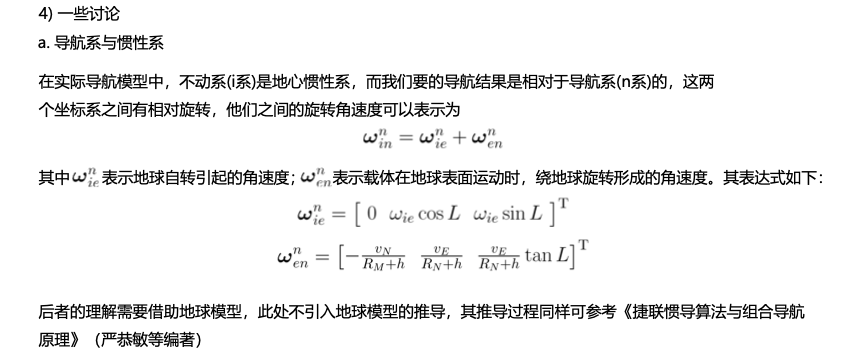 4) 一些讨论
a. 导航系与惯性系
在实际导航模型中，不动系(i系)是地心惯性系，而我们要的导航结果是相对于导航系(n系)的，这两
个坐标系之间有相对旋转，他们之间的旋转角速度可以表示为
$\boldsymbol{\omega}_{in}^{n} = \boldsymbol{\omega}_{ie}^{n} + \boldsymbol{\omega}_{en}^{n}$
其中$\boldsymbol{\omega}_{ie}^{n}$表示地球自转引起的角速度；$\boldsymbol{\omega}_{en}^{n}$表示载体在地球表面运动时，绕地球旋转形成的角速度。其表达式如下：
$\boldsymbol{\omega}_{ie}^{n} = \left[\ 0\ \ \omega_{ie}\cos L\ \ \omega_{ie}\sin L\ \right]^{\mathrm{T}}$
$\boldsymbol{\omega}_{en}^{n} = \left[-\frac{v_N}{R_M+h}\ \ \frac{v_E}{R_N+h}\ \ \frac{v_E}{R_N+h}\tan L\right]^{\mathrm{T}}$
后者的理解需要借助地球模型，此处不引入地球模型的推导，其推导过程同样可参考《捷联惯导算法与组合导航
原理》（严恭敏等编著）